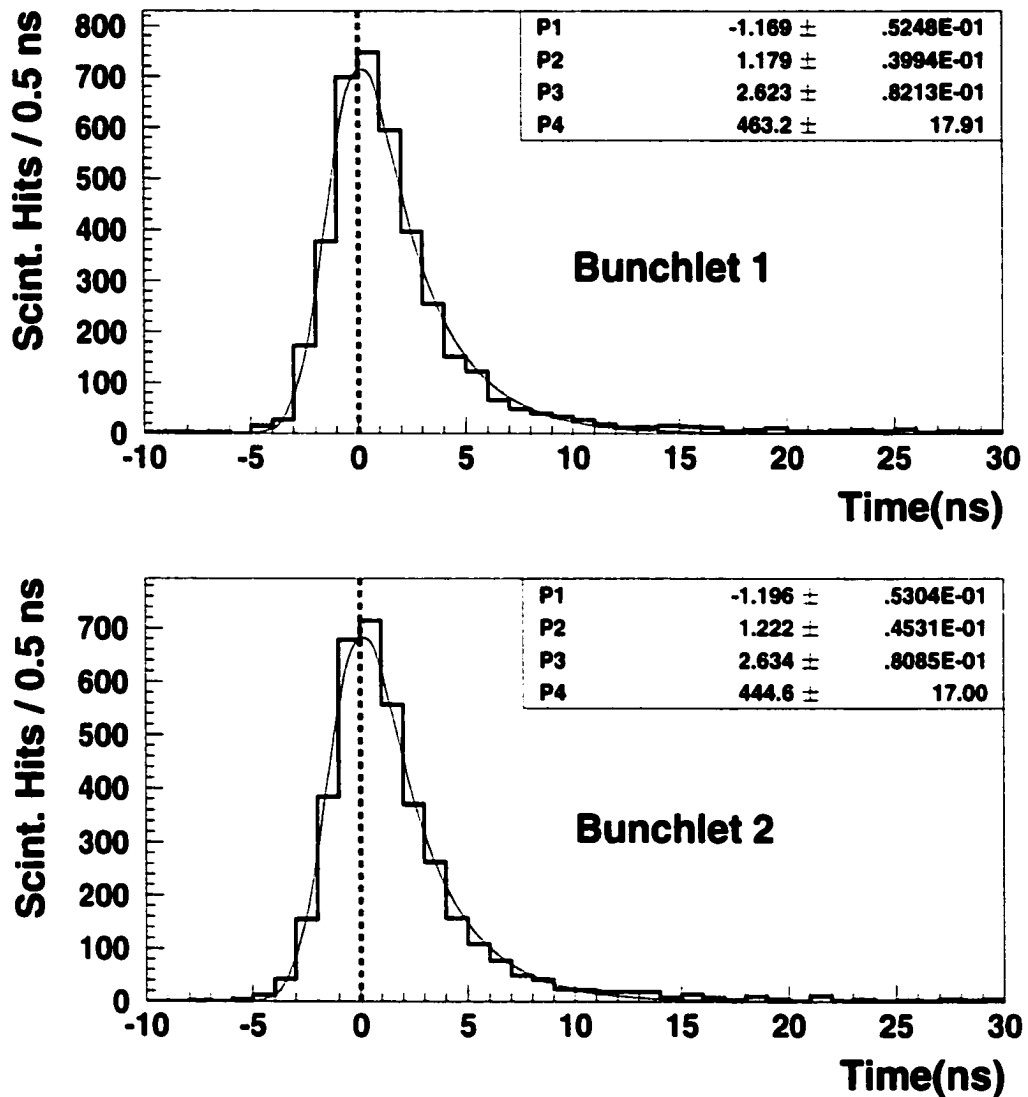 Scint. Hits / 0.5 ns
800
700
600
500
400
300
200
100
0
P1 -1.169 ± .5248E-01
P2 1.179 ± .3994E-01
P3 2.623 ± .8213E-01
P4 463.2 ± 17.91
Bunchlet 1
-10 -5 0 5 10 15 20 25 30
Time(ns)
Scint. Hits / 0.5 ns
700
600
500
400
300
200
100
0
P1 -1.196 ± .5304E-01
P2 1.222 ± .4531E-01
P3 2.634 ± .8085E-01
P4 444.6 ± 17.00
Bunchlet 2
-10 -5 0 5 10 15 20 25 30
Time(ns)